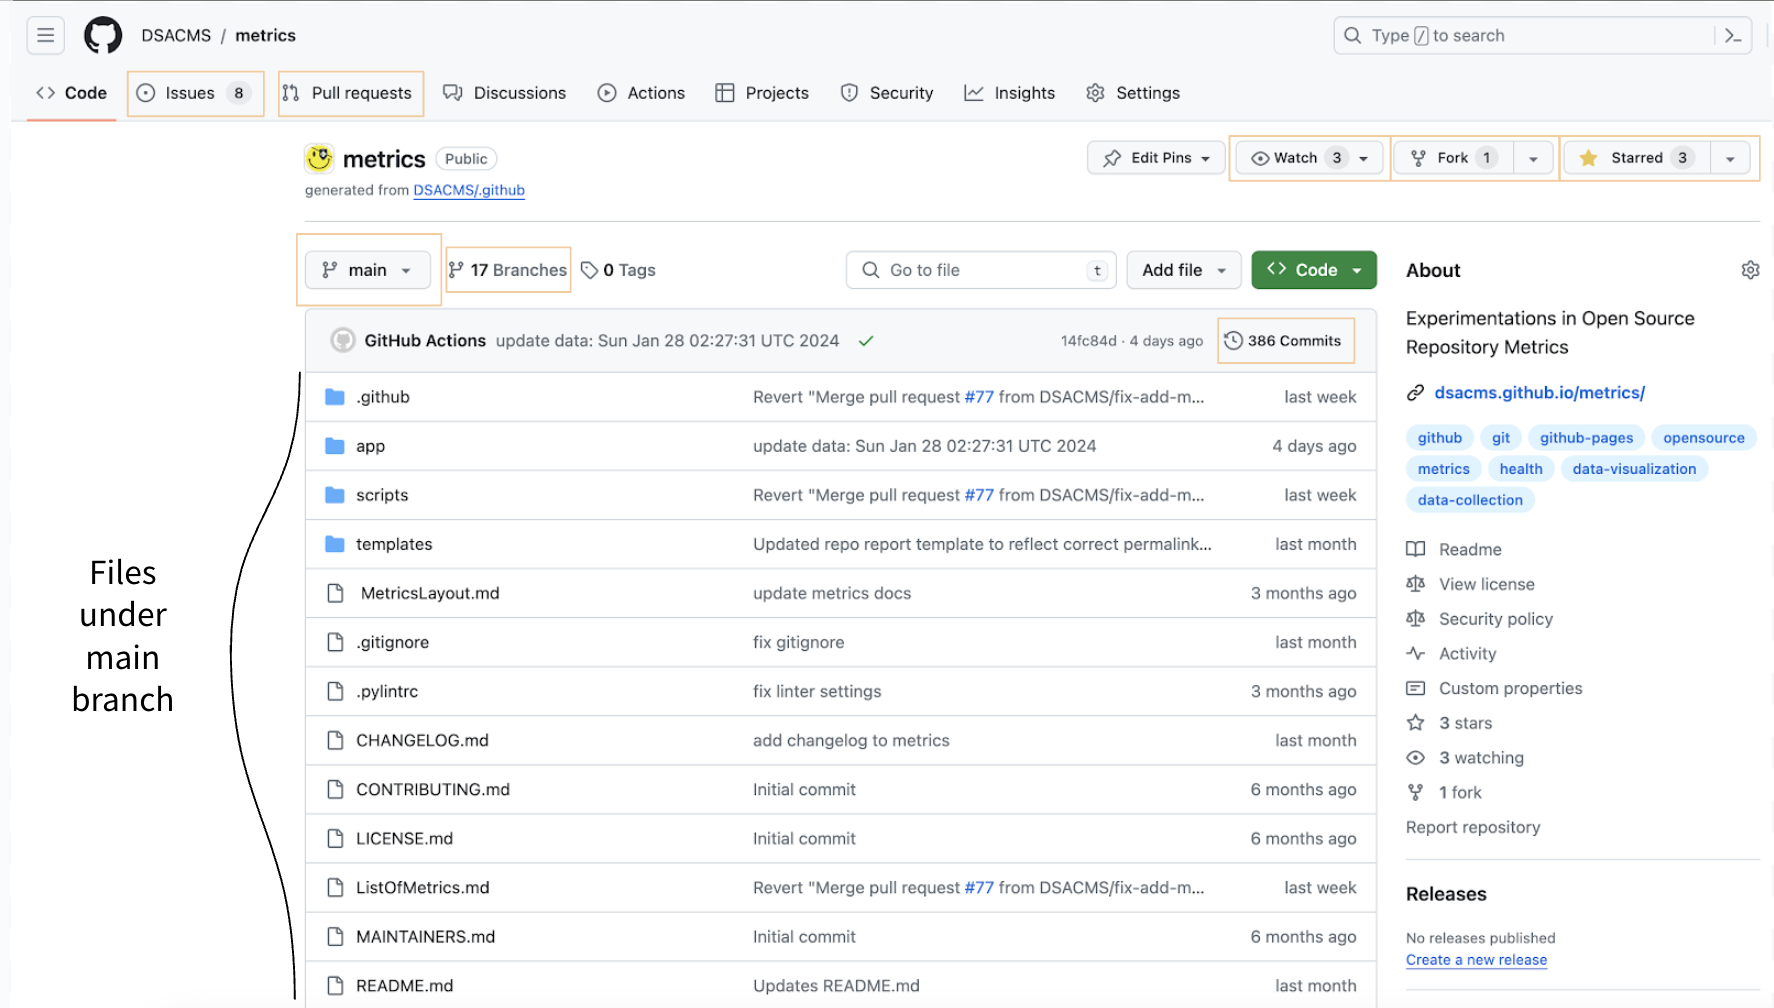 DSACMS / metrics
Type / to search
Code
Issues 8
Pull requests
Discussions
Actions
Projects
Security
Insights
Settings
metrics Public
Edit Pins
Watch 3
Fork 1
Starred 3
generated from DSACMS/.github
main
17 Branches
0 Tags
Go to file t
Add file
Code
GitHub Actions update data: Sun Jan 28 02:27:31 UTC 2024 14fc84d · 4 days ago 386 Commits
.github Revert "Merge pull request #77 from DSACMS/fix-add-m... last week
app update data: Sun Jan 28 02:27:31 UTC 2024 4 days ago
scripts Revert "Merge pull request #77 from DSACMS/fix-add-m... last week
templates Updated repo report template to reflect correct permalink... last month
MetricsLayout.md update metrics docs 3 months ago
.gitignore fix gitignore last month
.pylintrc fix linter settings 3 months ago
CHANGELOG.md add changelog to metrics last month
CONTRIBUTING.md Initial commit 6 months ago
LICENSE.md Initial commit 6 months ago
ListOfMetrics.md Revert "Merge pull request #77 from DSACMS/fix-add-m... last week
MAINTAINERS.md Initial commit 6 months ago
README.md Updates README.md last month
Files
under
main
branch
About
Experimentations in Open Source
Repository Metrics
dsacms.github.io/metrics/
github git github-pages opensource
metrics health data-visualization
data-collection
Readme
View license
Security policy
Activity
Custom properties
3 stars
3 watching
1 fork
Report repository
Releases
No releases published
Create a new release